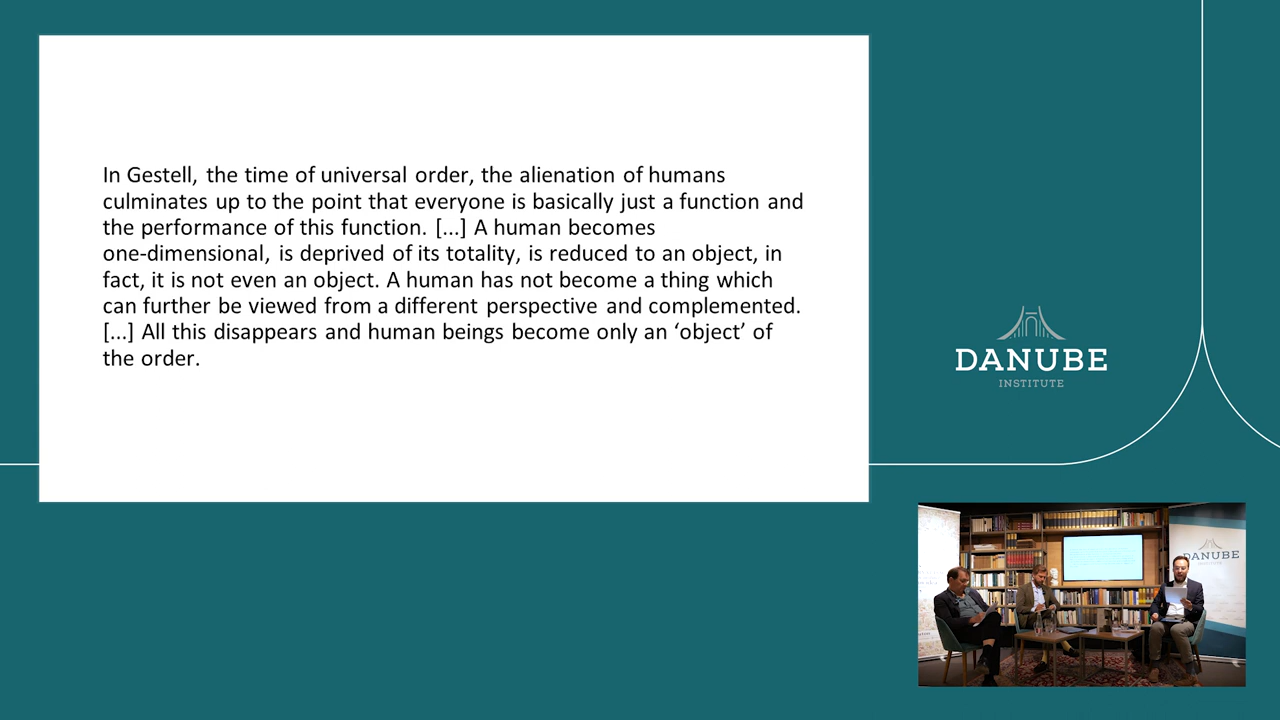 In Gestell, the time of universal order, the alienation of humans
culminates up to the point that everyone is basically just a function and
the performance of this function. [...] A human becomes
one-dimensional, is deprived of its totality, is reduced to an object, in
fact, it is not even an object. A human has not become a thing which
can further be viewed from a different perspective and complemented.
[...] All this disappears and human beings become only an ‘object’ of
the order.
DANUBE
INSTITUTE
DANUBE
INSTITUTE